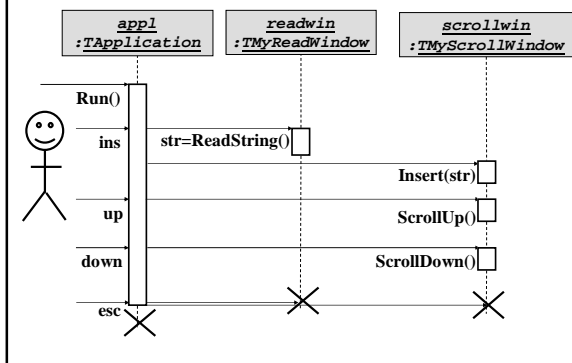 appl
:TApplication
readwin
:TMyReadWindow
scrollwin
:TMyScrollWindow
Run()
ins
str=ReadString()
Insert(str)
up
ScrollUp()
down
ScrollDown()
esc